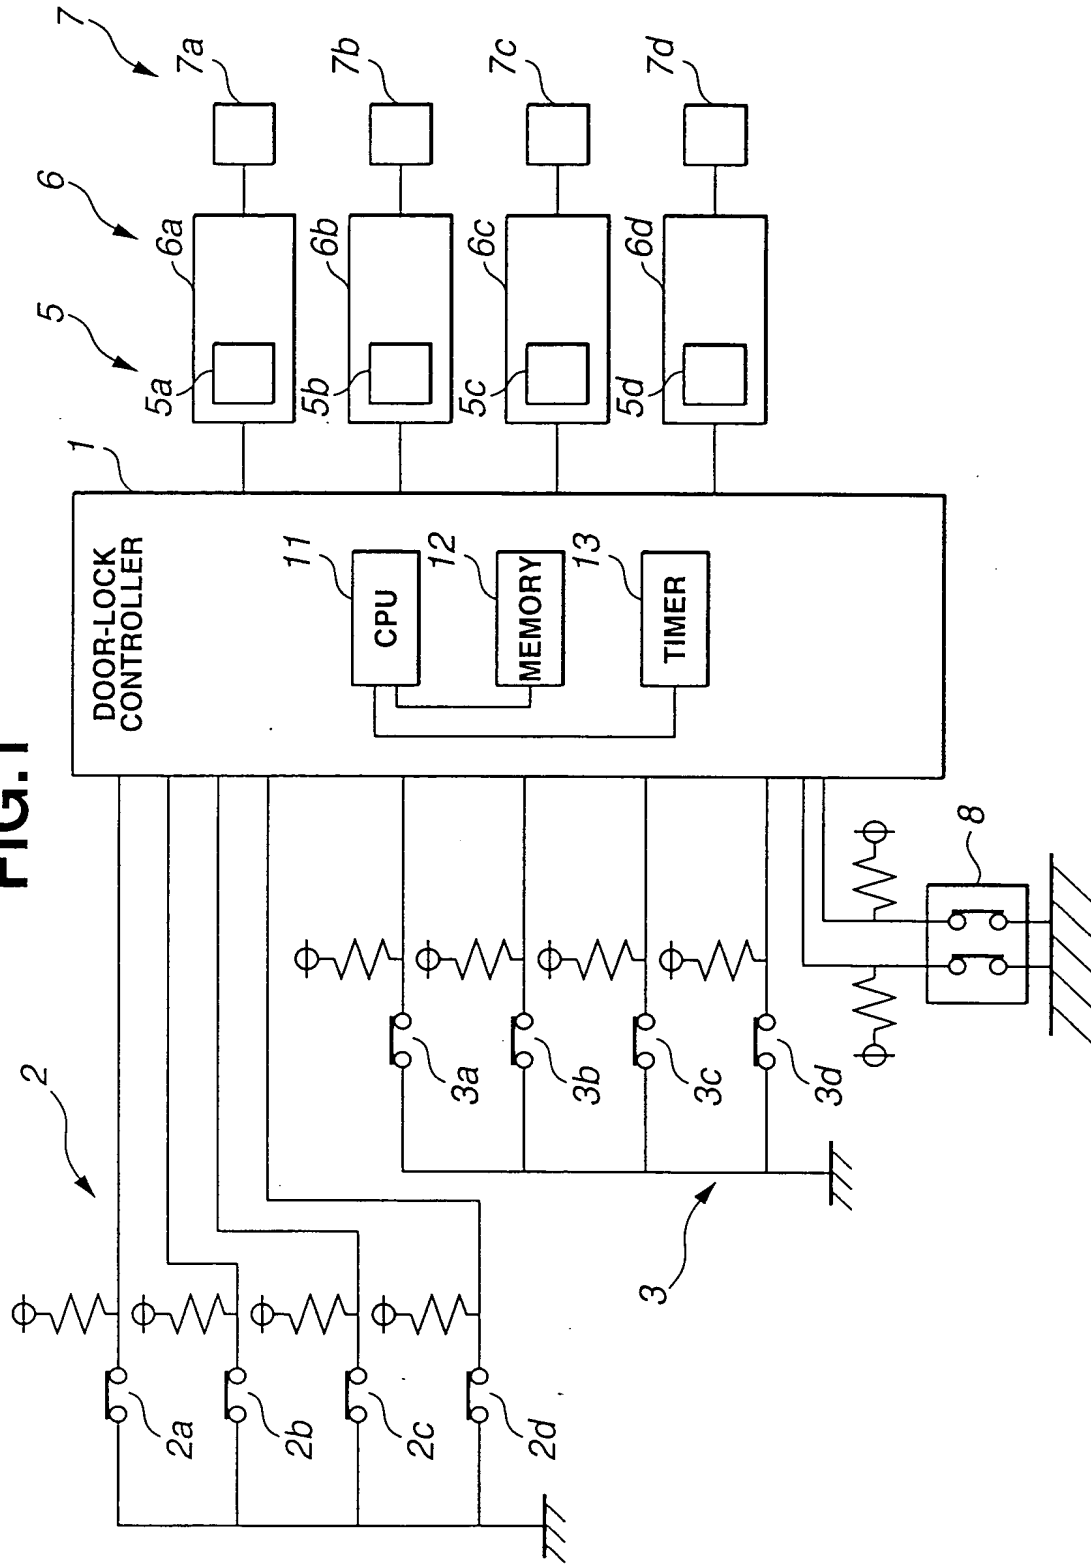 FIG.1
2
2a
2b
2c
2d
3
3a
3b
3c
3d
8
1
DOOR-LOCK
CONTROLLER
11
CPU
12
MEMORY
13
TIMER
5
5a
5b
5c
5d
6
6a
6b
6c
6d
7
7a
7b
7c
7d